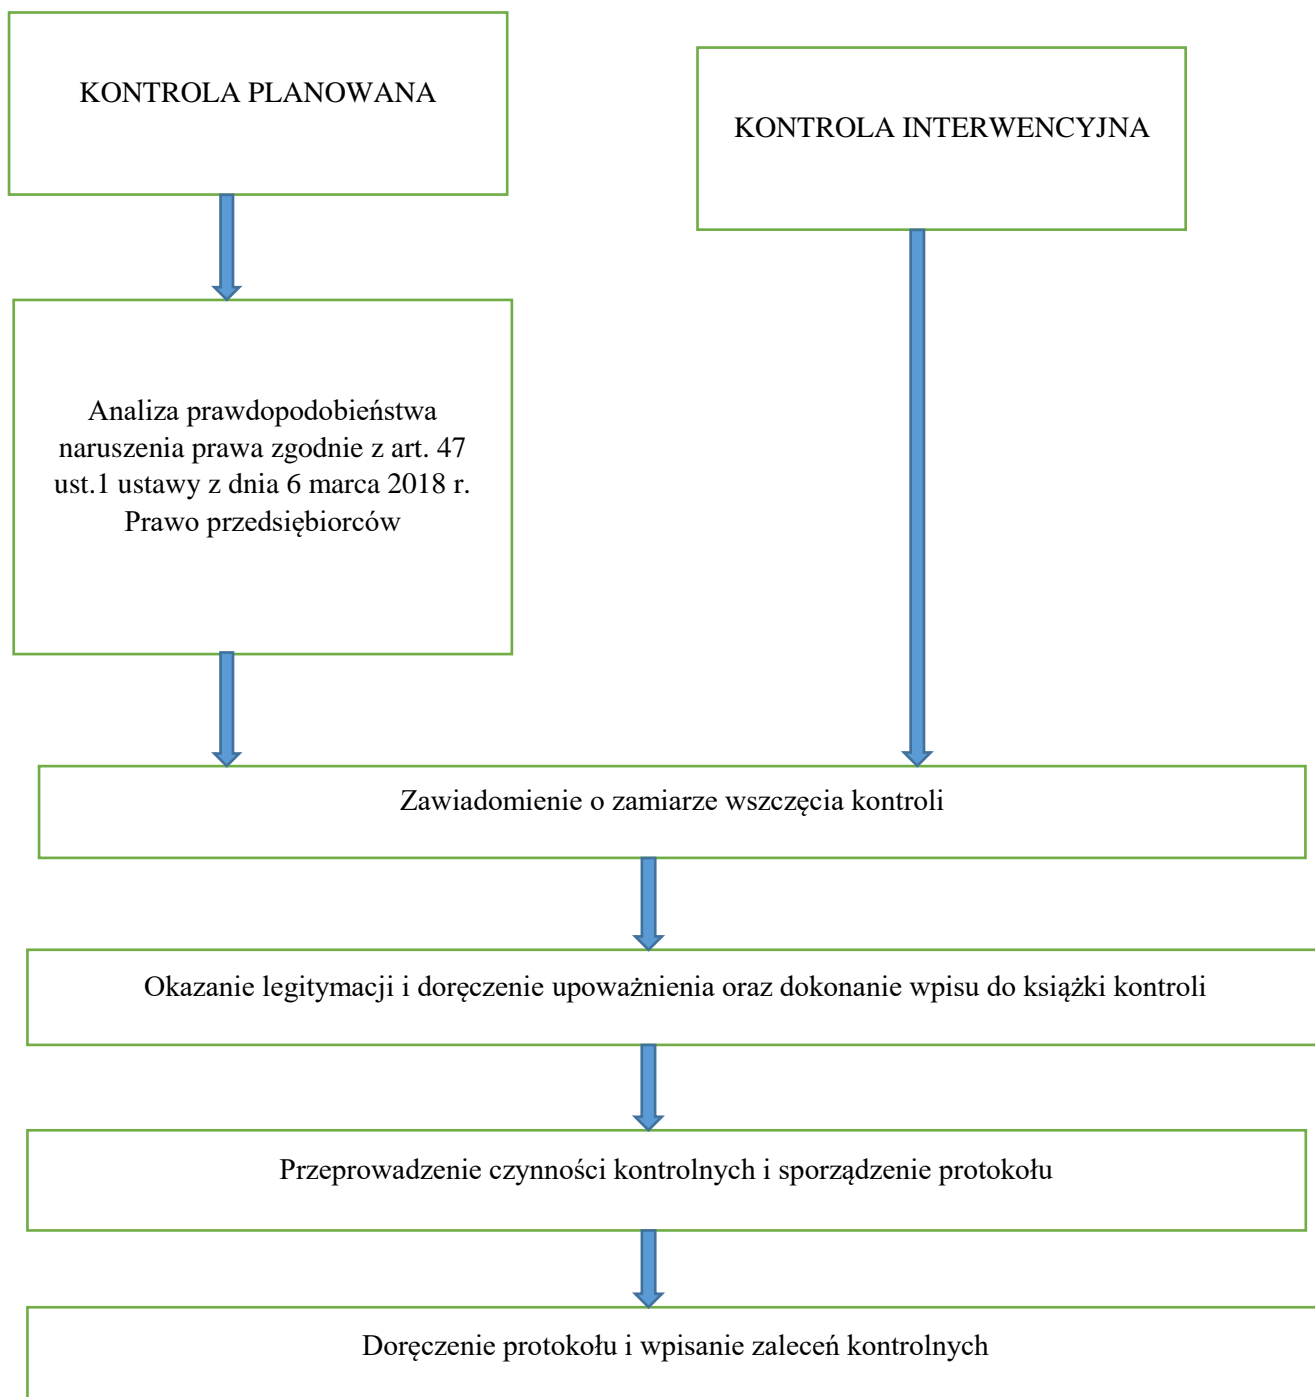 KONTROLA PLANOWANA
KONTROLA INTERWENCYJNA
Analiza prawdopodobieństwa
naruszenia prawa zgodnie z art. 47
ust.1 ustawy z dnia 6 marca 2018 r.
Prawo przedsiębiorców
Zawiadomienie o zamiarze wszczęcia kontroli
Okazanie legitymacji i doręczenie upoważnienia oraz dokonanie wpisu do książki kontroli
Przeprowadzenie czynności kontrolnych i sporządzenie protokołu
Doręczenie protokołu i wpisanie zaleceń kontrolnych